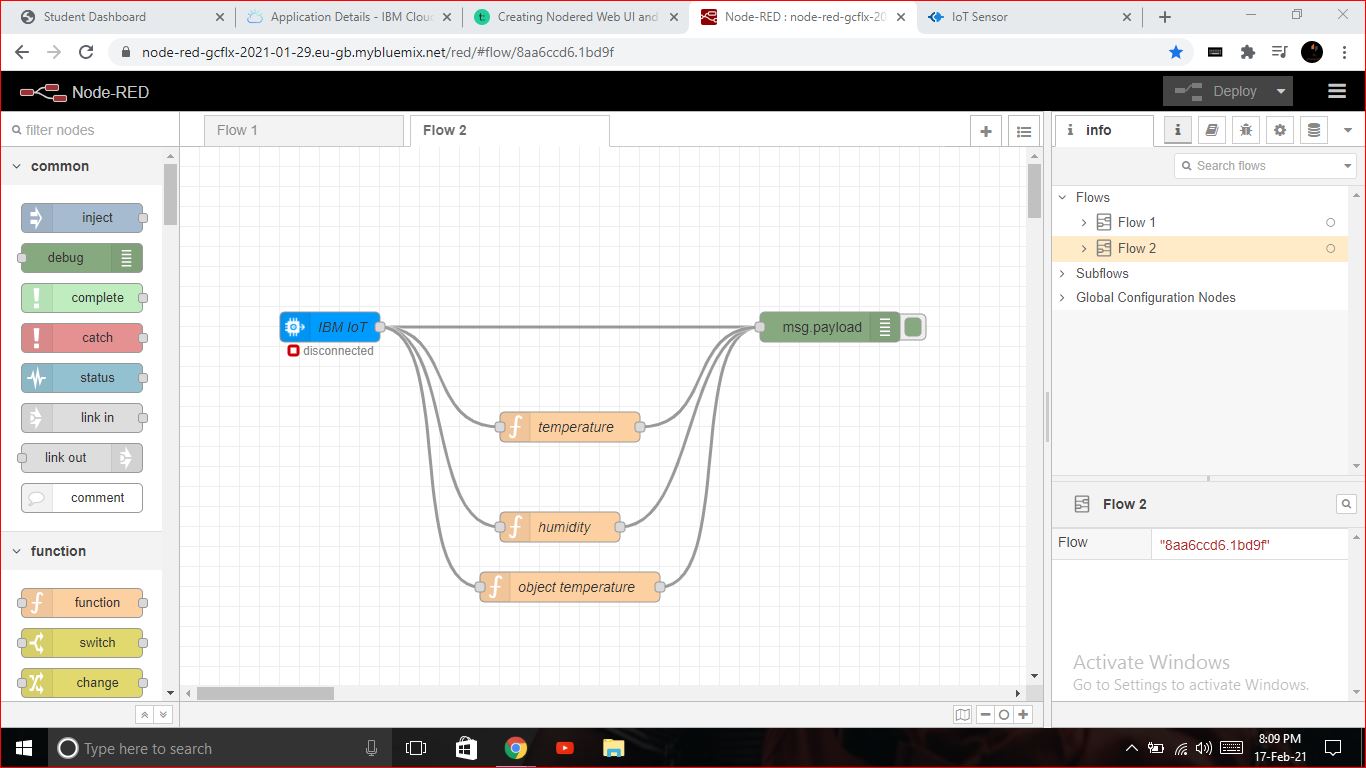 Student Dashboard
Application Details - IBM Clou
Creating Nodered Web UI and
Node-RED : node-red-gcflx-20
IoT Sensor
node-red-gcflx-2021-01-29.eu-gb.mybluemix.net/red/#flow/8aa6ccd6.1bd9f
Node-RED
Deploy
filter nodes
Flow 1
Flow 2
i info
Search flows
common
inject
debug
complete
catch
status
link in
link out
comment
function
function
switch
change
IBM IoT
disconnected
msg.payload
temperature
humidity
object temperature
Flows
Flow 1
Flow 2
Subflows
Global Configuration Nodes
Flow 2
Flow "8aa6ccd6.1bd9f"
Activate Windows
Go to Settings to activate Windows.
Type here to search
8:09 PM
17-Feb-21